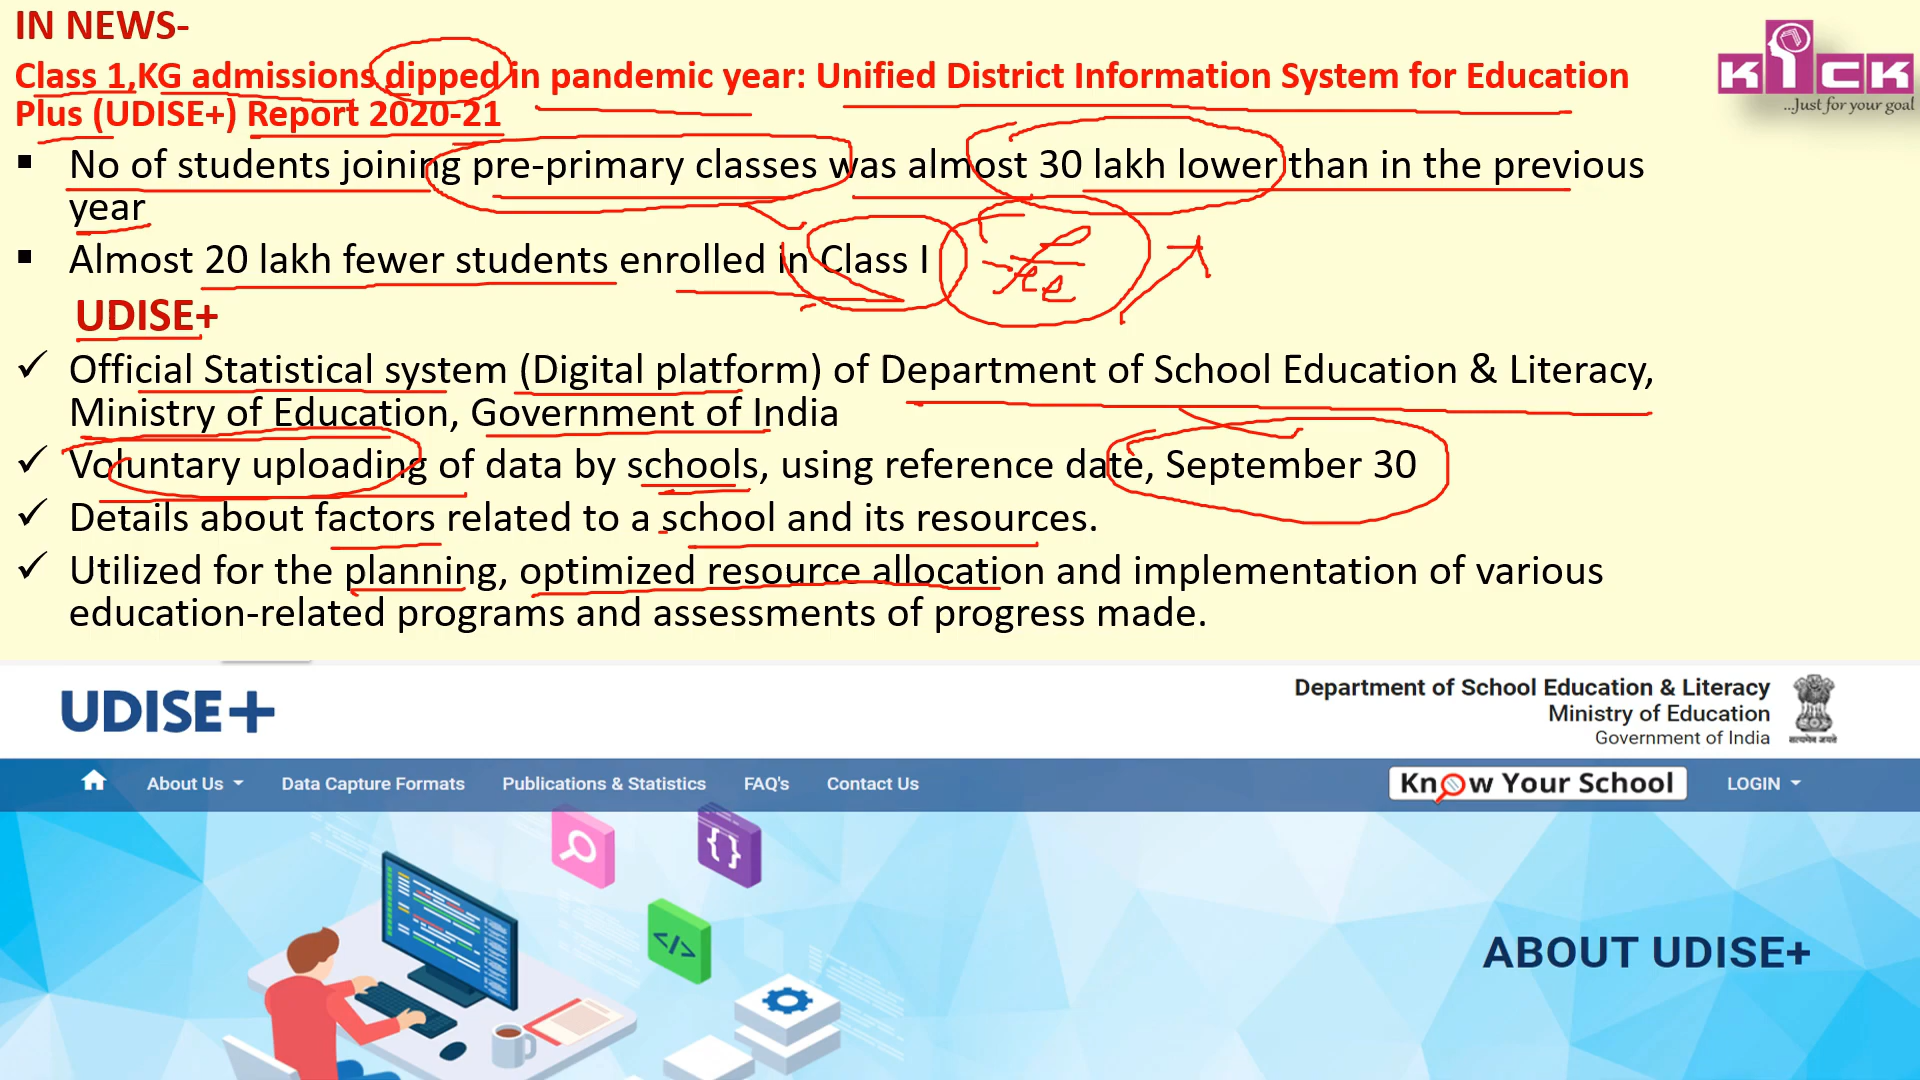 IN NEWS-
Class 1,KG admissions dipped in pandemic year: Unified District Information System for Education
Plus (UDISE+) Report 2020-21
▪ No of students joining pre-primary classes was almost 30 lakh lower than in the previous
year
▪ Almost 20 lakh fewer students enrolled in Class I
UDISE+
✓ Official Statistical system (Digital platform) of Department of School Education & Literacy,
Ministry of Education, Government of India
✓ Voluntary uploading of data by schools, using reference date, September 30
✓ Details about factors related to a school and its resources.
✓ Utilized for the planning, optimized resource allocation and implementation of various
education-related programs and assessments of progress made.
KICK
...Just for your goal
UDISE+
Department of School Education & Literacy
Ministry of Education
Government of India
सत्यमेव जयते
About Us
Data Capture Formats
Publications & Statistics
FAQ's
Contact Us
Know Your School
LOGIN
{}
</>
ABOUT UDISE+